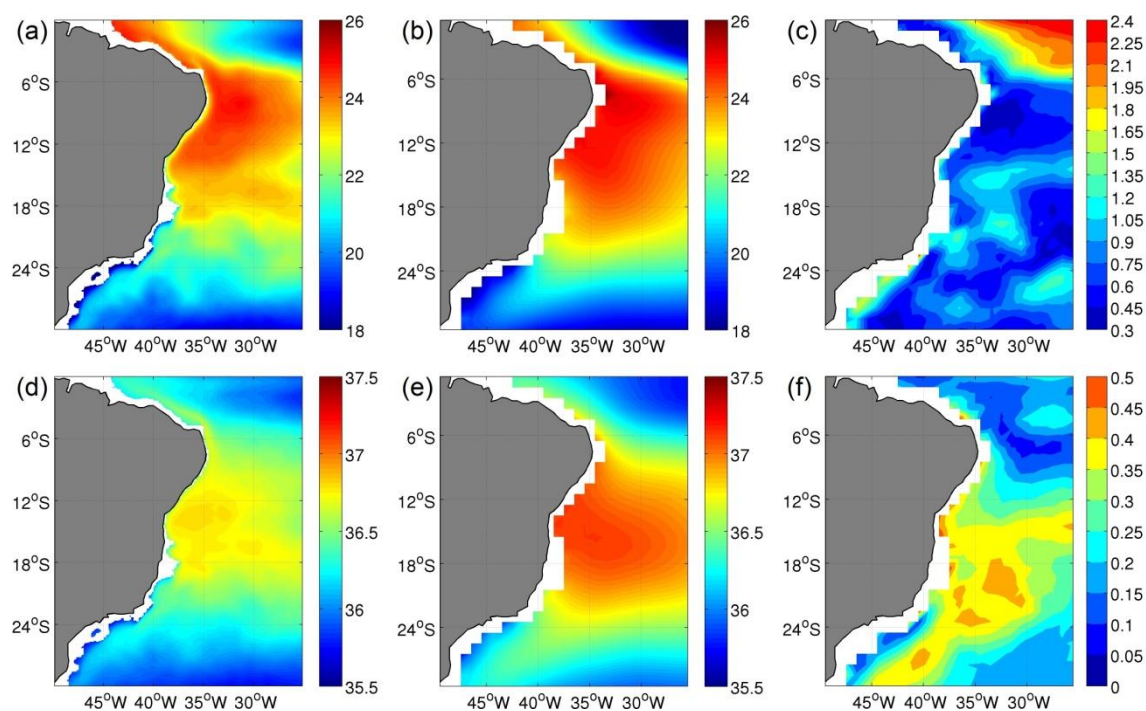 (a)
6°S
12°S
18°S
24°S
45°W 40°W 35°W 30°W
26
24
22
20
18
(b)
6°S
12°S
18°S
24°S
45°W 40°W 35°W 30°W
26
24
22
20
18
(c)
6°S
12°S
18°S
24°S
45°W 40°W 35°W 30°W
2.4
2.25
2.1
1.95
1.8
1.65
1.5
1.35
1.2
1.05
0.9
0.75
0.6
0.45
0.3
(d)
6°S
12°S
18°S
24°S
45°W 40°W 35°W 30°W
37.5
37
36.5
36
35.5
(e)
6°S
12°S
18°S
24°S
45°W 40°W 35°W 30°W
37.5
37
36.5
36
35.5
(f)
6°S
12°S
18°S
24°S
45°W 40°W 35°W 30°W
0.5
0.45
0.4
0.35
0.3
0.25
0.2
0.15
0.1
0.05
0